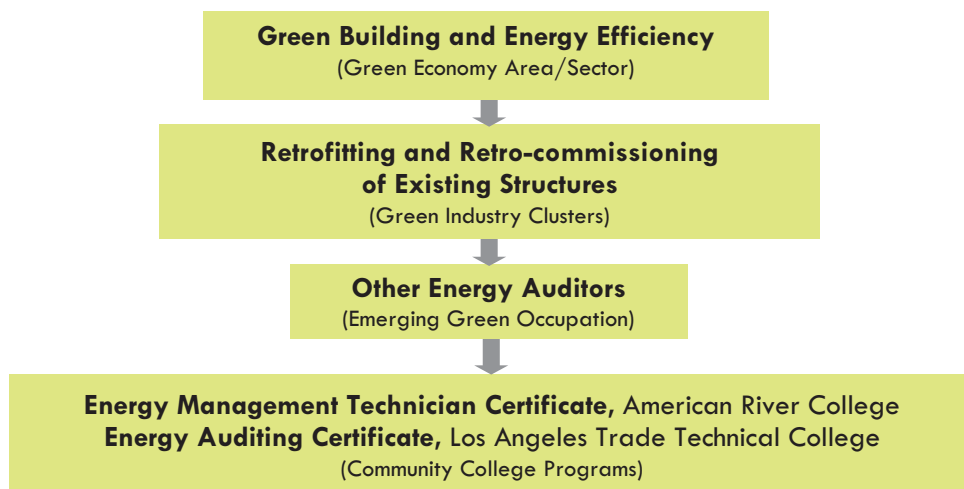 Green Building and Energy Efficiency
(Green Economy Area/Sector)
Retrofitting and Retro-commissioning
of Existing Structures
(Green Industry Clusters)
Other Energy Auditors
(Emerging Green Occupation)
Energy Management Technician Certificate, American River College
Energy Auditing Certificate, Los Angeles Trade Technical College
(Community College Programs)